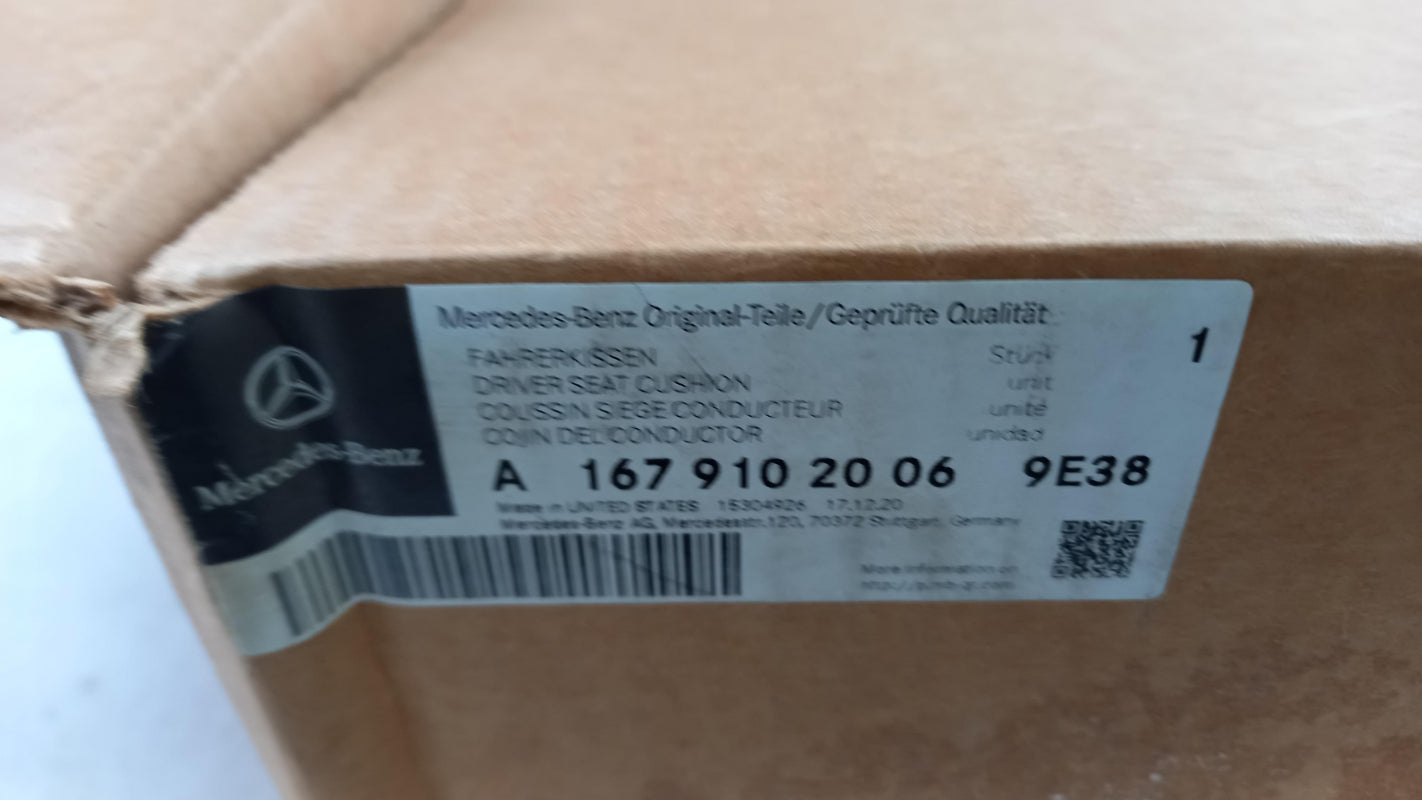 Mercedes-Benz
Mercedes-Benz Original-Teile/Geprüfte Qualität
1
FAHRERKISSEN Stück
DRIVER SEAT CUSHION unit
COUSSIN SIEGE CONDUCTEUR unité
COJIN DEL CONDUCTOR unidad
A 167 910 20 06 9E38
Made in UNITED STATES 15304926 17.12.20
Mercedes-Benz AG, Mercedesstr.120, 70372 Stuttgart, Germany
More information on